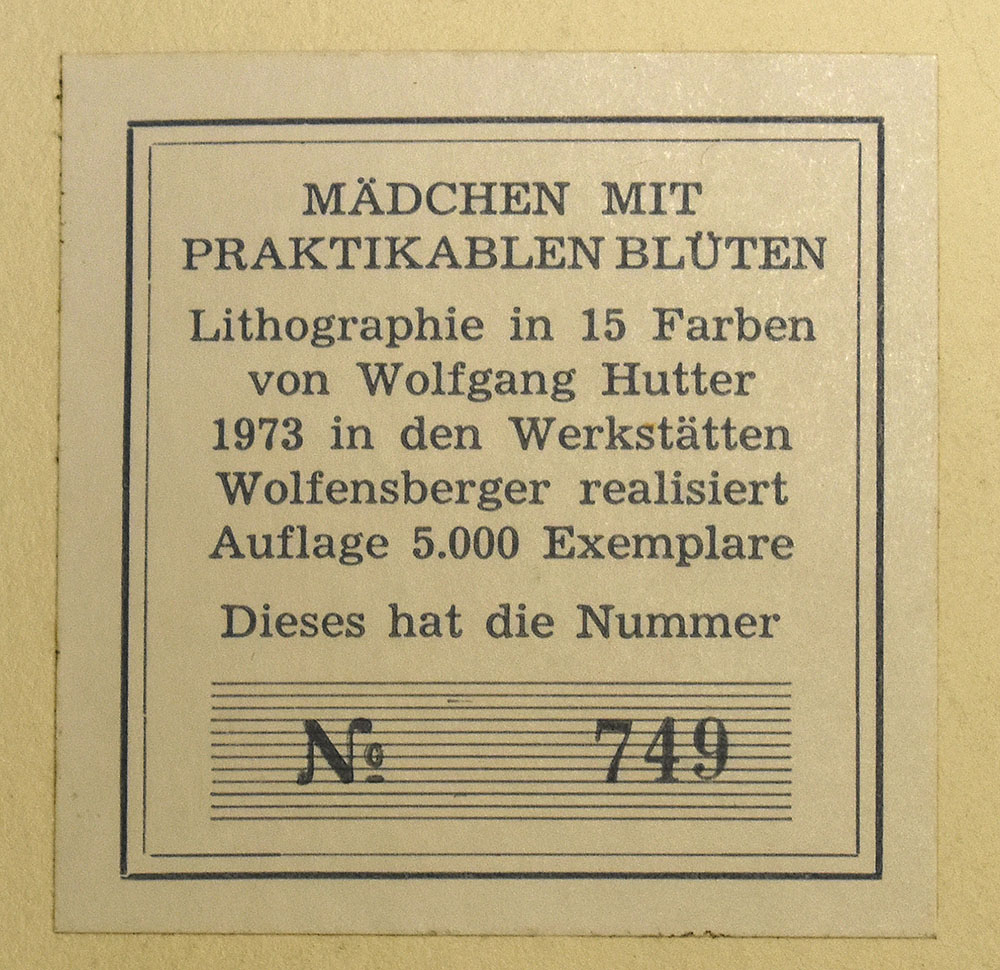 MÄDCHEN MIT
PRAKTIKABLEN BLÜTEN
Lithographie in 15 Farben
von Wolfgang Hutter
1973 in den Werkstätten
Wolfensberger realisiert
Auflage 5.000 Exemplare
Dieses hat die Nummer
№ 749